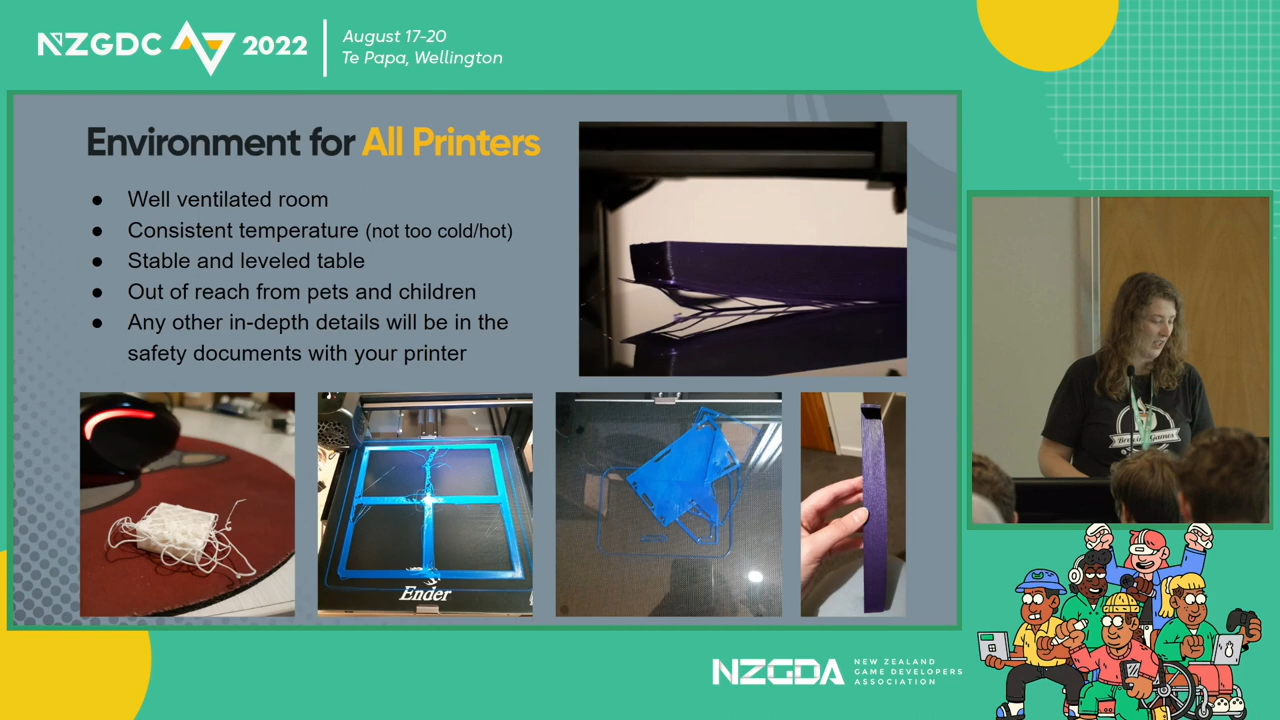 NZGDC
2022
August 17-20
Te Papa, Wellington
Environment for All Printers
● Well ventilated room
● Consistent temperature (not too cold/hot)
● Stable and leveled table
● Out of reach from pets and children
● Any other in-depth details will be in the
safety documents with your printer
Ender
Brewing Games
NZGDA
NEW ZEALAND
GAME DEVELOPERS
ASSOCIATION